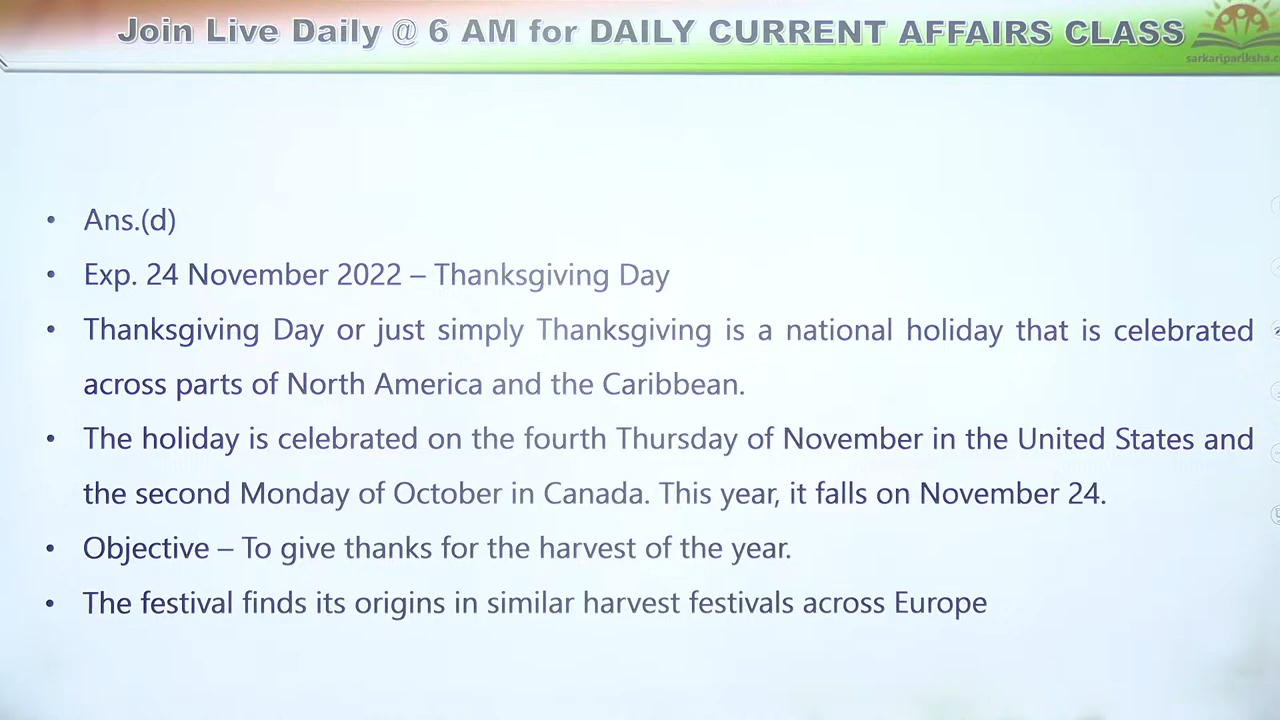 Join Live Daily @ 6 AM for DAILY CURRENT AFFAIRS CLASS
• Ans.(d)
• Exp. 24 November 2022 – Thanksgiving Day
• Thanksgiving Day or just simply Thanksgiving is a national holiday that is celebrated
across parts of North America and the Caribbean.
• The holiday is celebrated on the fourth Thursday of November in the United States and
the second Monday of October in Canada. This year, it falls on November 24.
• Objective – To give thanks for the harvest of the year.
• The festival finds its origins in similar harvest festivals across Europe